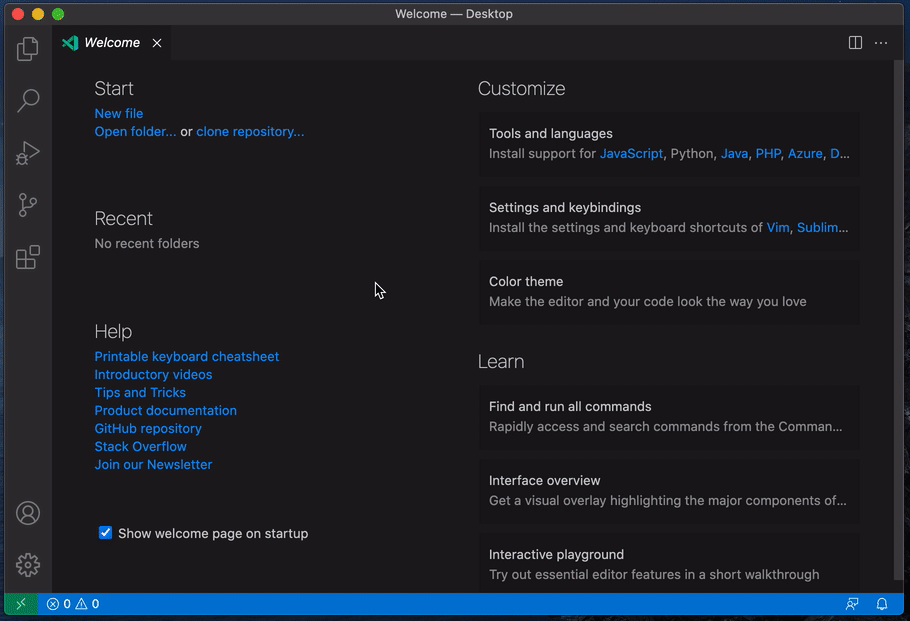 Welcome — Desktop
Welcome
Start
New file
Open folder... or clone repository...
Recent
No recent folders
Help
Printable keyboard cheatsheet
Introductory videos
Tips and Tricks
Product documentation
GitHub repository
Stack Overflow
Join our Newsletter
Show welcome page on startup
Customize
Tools and languages
Install support for JavaScript, Python, Java, PHP, Azure, D...
Settings and keybindings
Install the settings and keyboard shortcuts of Vim, Sublim...
Color theme
Make the editor and your code look the way you love
Learn
Find and run all commands
Rapidly access and search commands from the Comman...
Interface overview
Get a visual overlay highlighting the major components of...
Interactive playground
Try out essential editor features in a short walkthrough
0 0